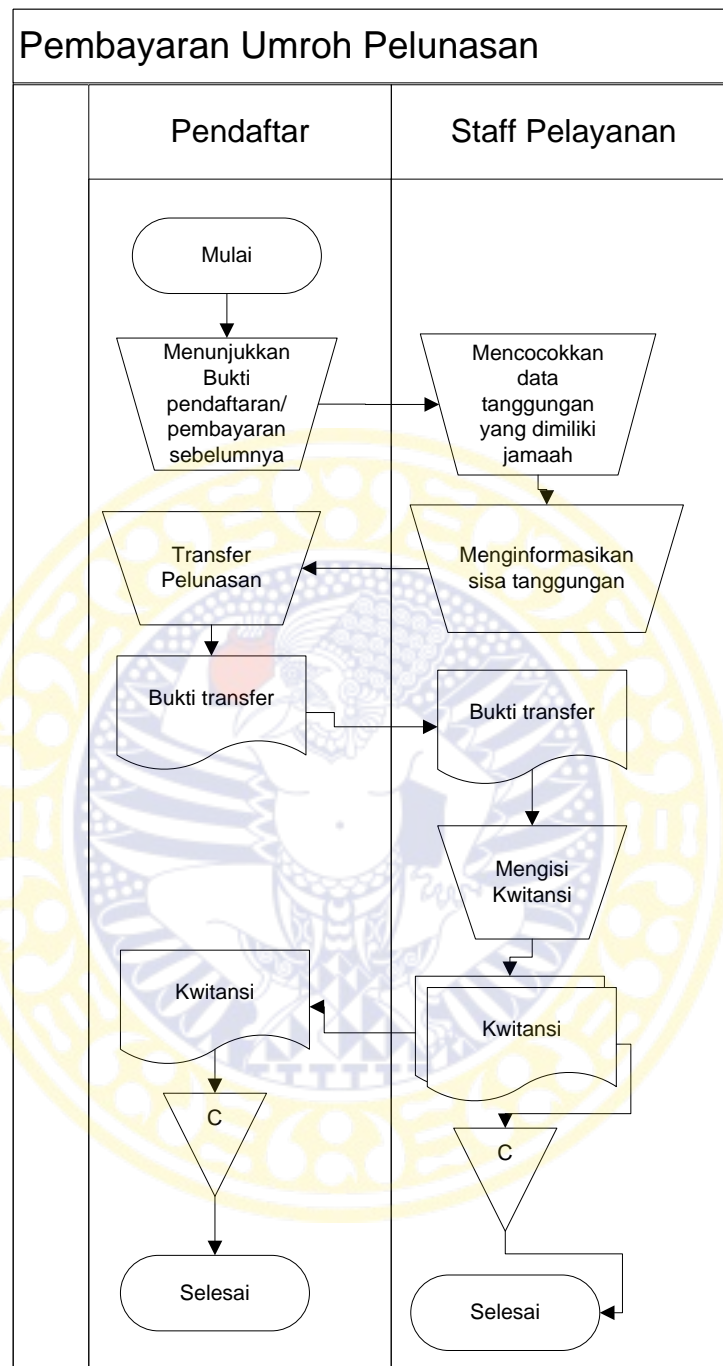 Pembayaran Umroh Pelunasan
Pendaftar
Staff Pelayanan
Mulai
Menunjukkan
Bukti
pendaftaran/
pembayaran
sebelumnya
Mencocokkan
data
tanggungan
yang dimiliki
jamaah
Menginformasikan
sisa tanggungan
Transfer
Pelunasan
Bukti transfer
Bukti transfer
Mengisi
Kwitansi
Kwitansi
Kwitansi
C
C
Selesai
Selesai